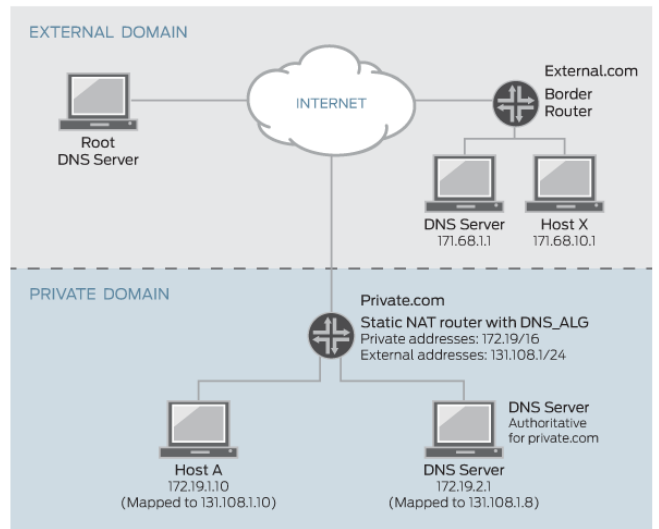 EXTERNAL DOMAIN
INTERNET
Root
DNS Server
External.com
Border
Router
DNS Server
171.68.1.1
Host X
171.68.10.1
PRIVATE DOMAIN
Private.com
Static NAT router with DNS_ALG
Private addresses: 172.19/16
External addresses: 131.108.1/24
Host A
172.19.1.10
(Mapped to 131.108.1.10)
DNS Server
Authoritative
for private.com
DNS Server
172.19.2.1
(Mapped to 131.108.1.8)